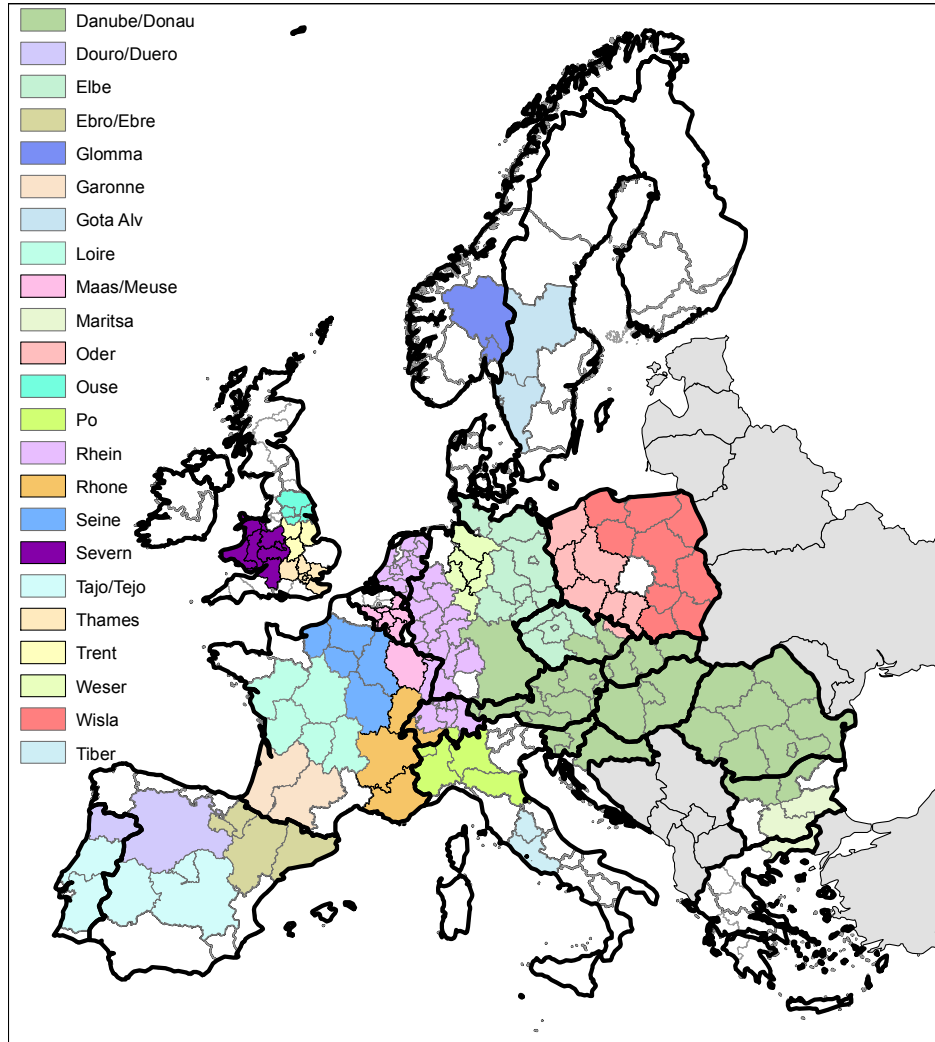 Danube/Donau
Douro/Duero
Elbe
Ebro/Ebre
Glomma
Garonne
Gota Alv
Loire
Maas/Meuse
Maritsa
Oder
Ouse
Po
Rhein
Rhone
Seine
Severn
Tajo/Tejo
Thames
Trent
Weser
Wisla
Tiber